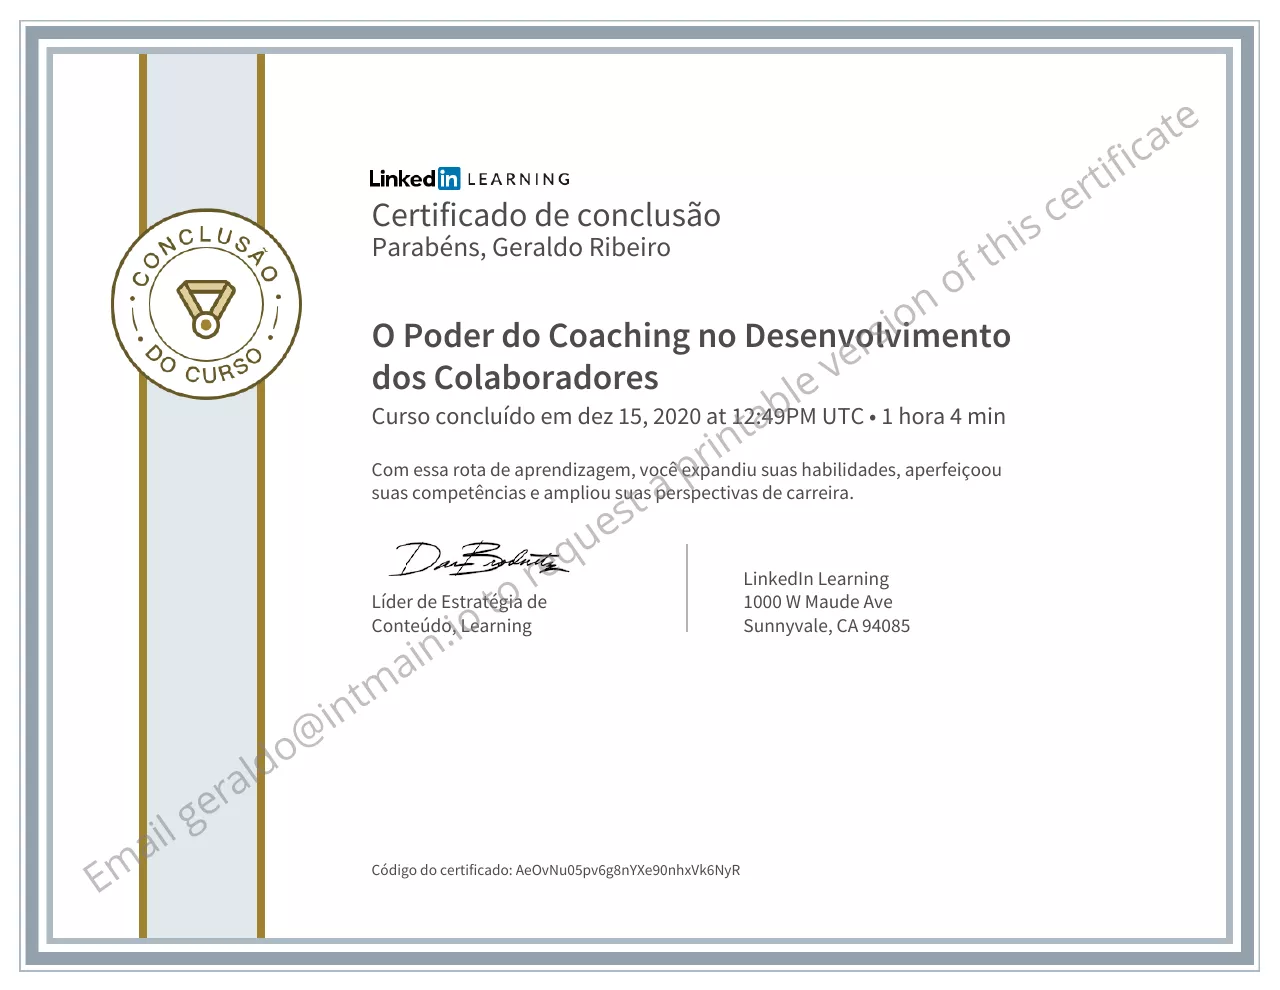 LinkedIn LEARNING
Certificado de conclusão
Parabéns, Geraldo Ribeiro
CONCLUSÃO
DO CURSO
O Poder do Coaching no Desenvolvimento
dos Colaboradores
Curso concluído em dez 15, 2020 at 12:49PM UTC • 1 hora 4 min
Com essa rota de aprendizagem, você expandiu suas habilidades, aperfeiçoou
suas competências e ampliou suas perspectivas de carreira.
Líder de Estratégia de
Conteúdo, Learning
LinkedIn Learning
1000 W Maude Ave
Sunnyvale, CA 94085
Código do certificado: AeOvNu05pv6g8nYXe90nhxVk6NyR
Email geraldo@intmain.io to request a printable version of this certificate